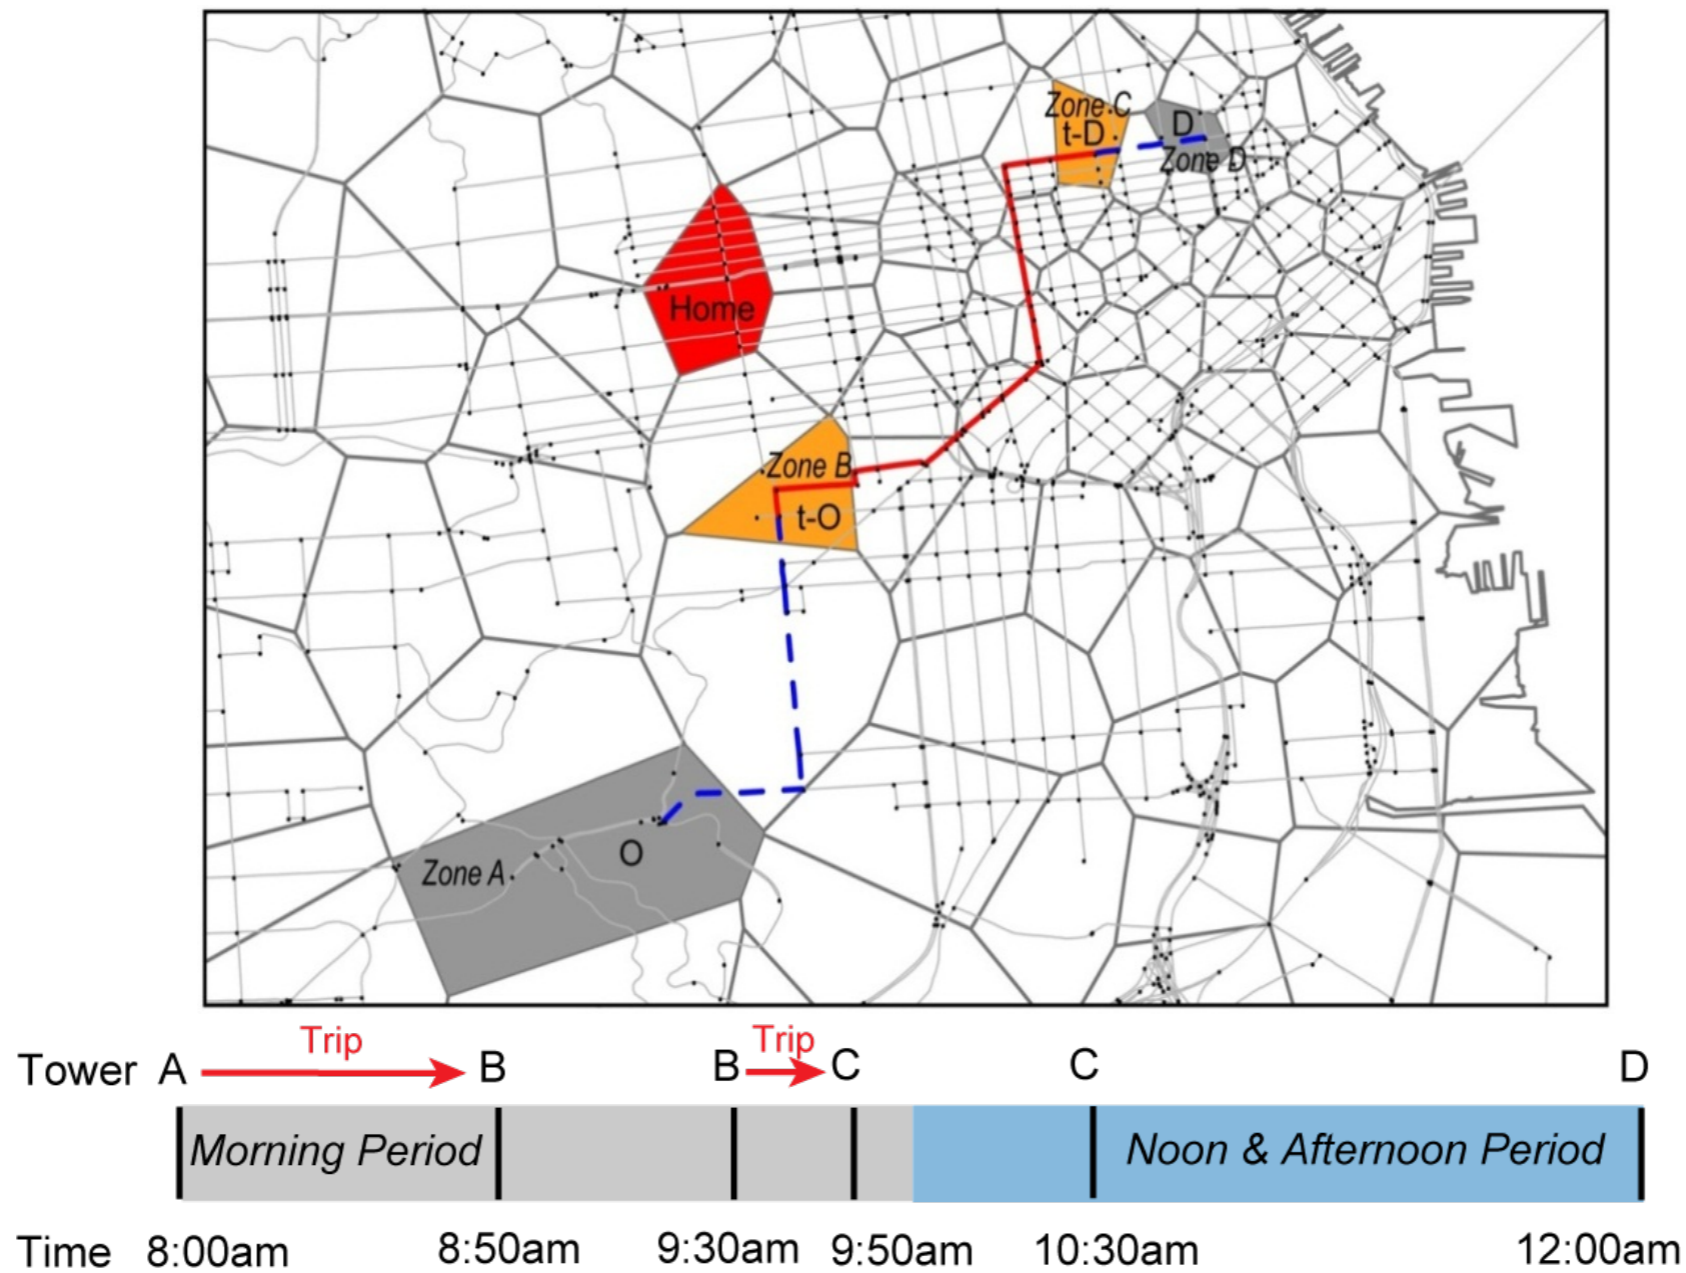 Zone C
t-D
D
Zone D
Home
Zone B
t-O
O
Zone A
Trip Trip
Tower A B B C C D
Morning Period Noon & Afternoon Period
Time 8:00am 8:50am 9:30am 9:50am 10:30am 12:00am